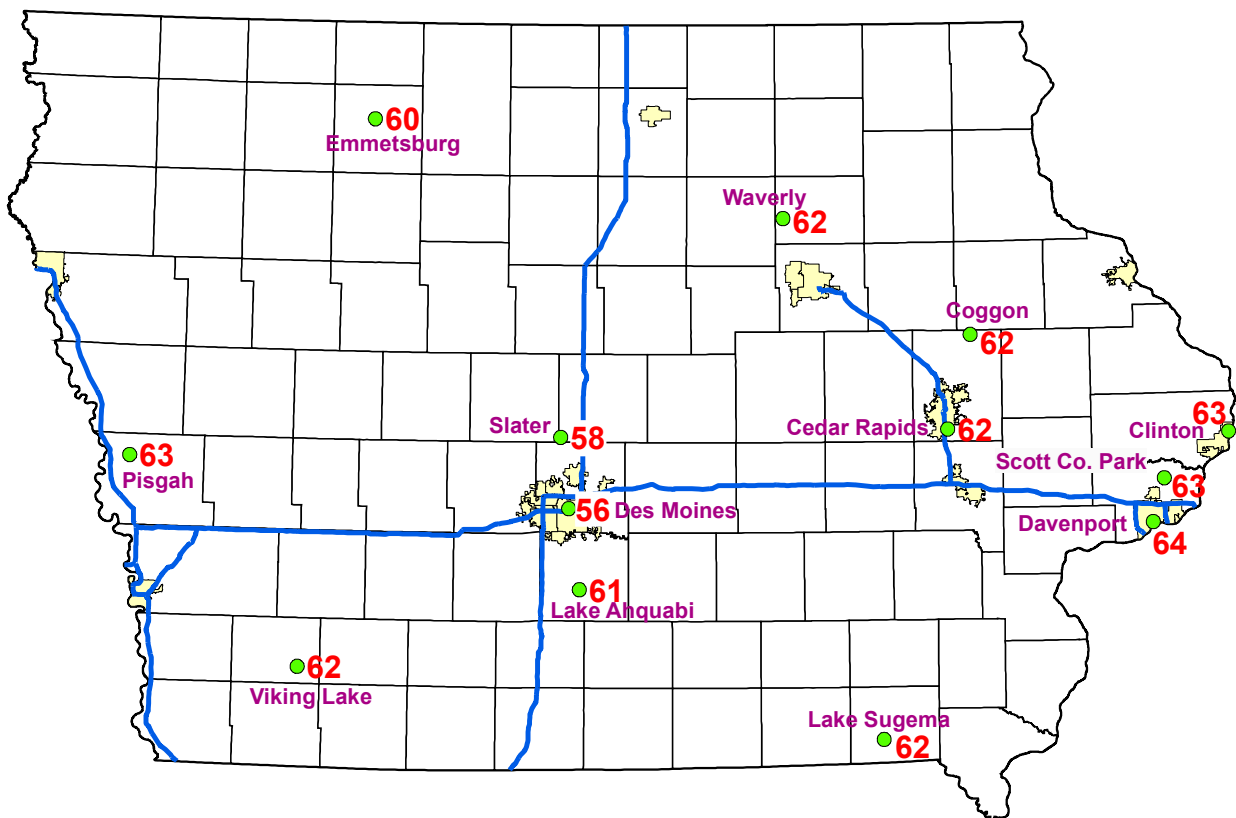 60
Emmetsburg
Waverly
62
Coggon
62
Slater
58
Cedar Rapids
62
63
Clinton
63
Pisgah
Scott Co. Park
63
56 Des Moines
Davenport
64
61
Lake Ahquabi
62
Viking Lake
Lake Sugema
62